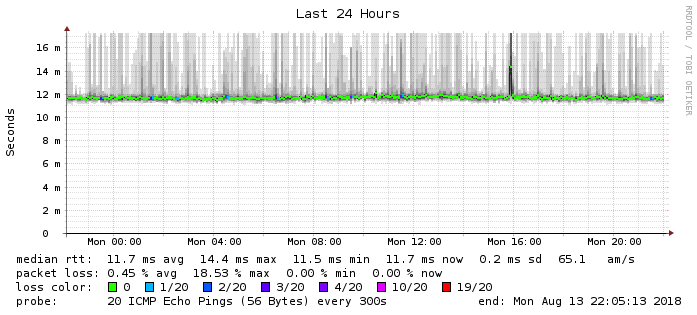 Last 24 Hours
RRDTOOL / TOBI OETIKER
Seconds
16 m
14 m
12 m
10 m
8 m
6 m
4 m
2 m
0
Mon 00:00 Mon 04:00 Mon 08:00 Mon 12:00 Mon 16:00 Mon 20:00
median rtt: 11.7 ms avg 14.4 ms max 11.5 ms min 11.7 ms now 0.2 ms sd 65.1 am/s
packet loss: 0.45 % avg 18.53 % max 0.00 % min 0.00 % now
loss color: 0 1/20 2/20 3/20 4/20 10/20 19/20
probe: 20 ICMP Echo Pings (56 Bytes) every 300s end: Mon Aug 13 22:05:13 2018